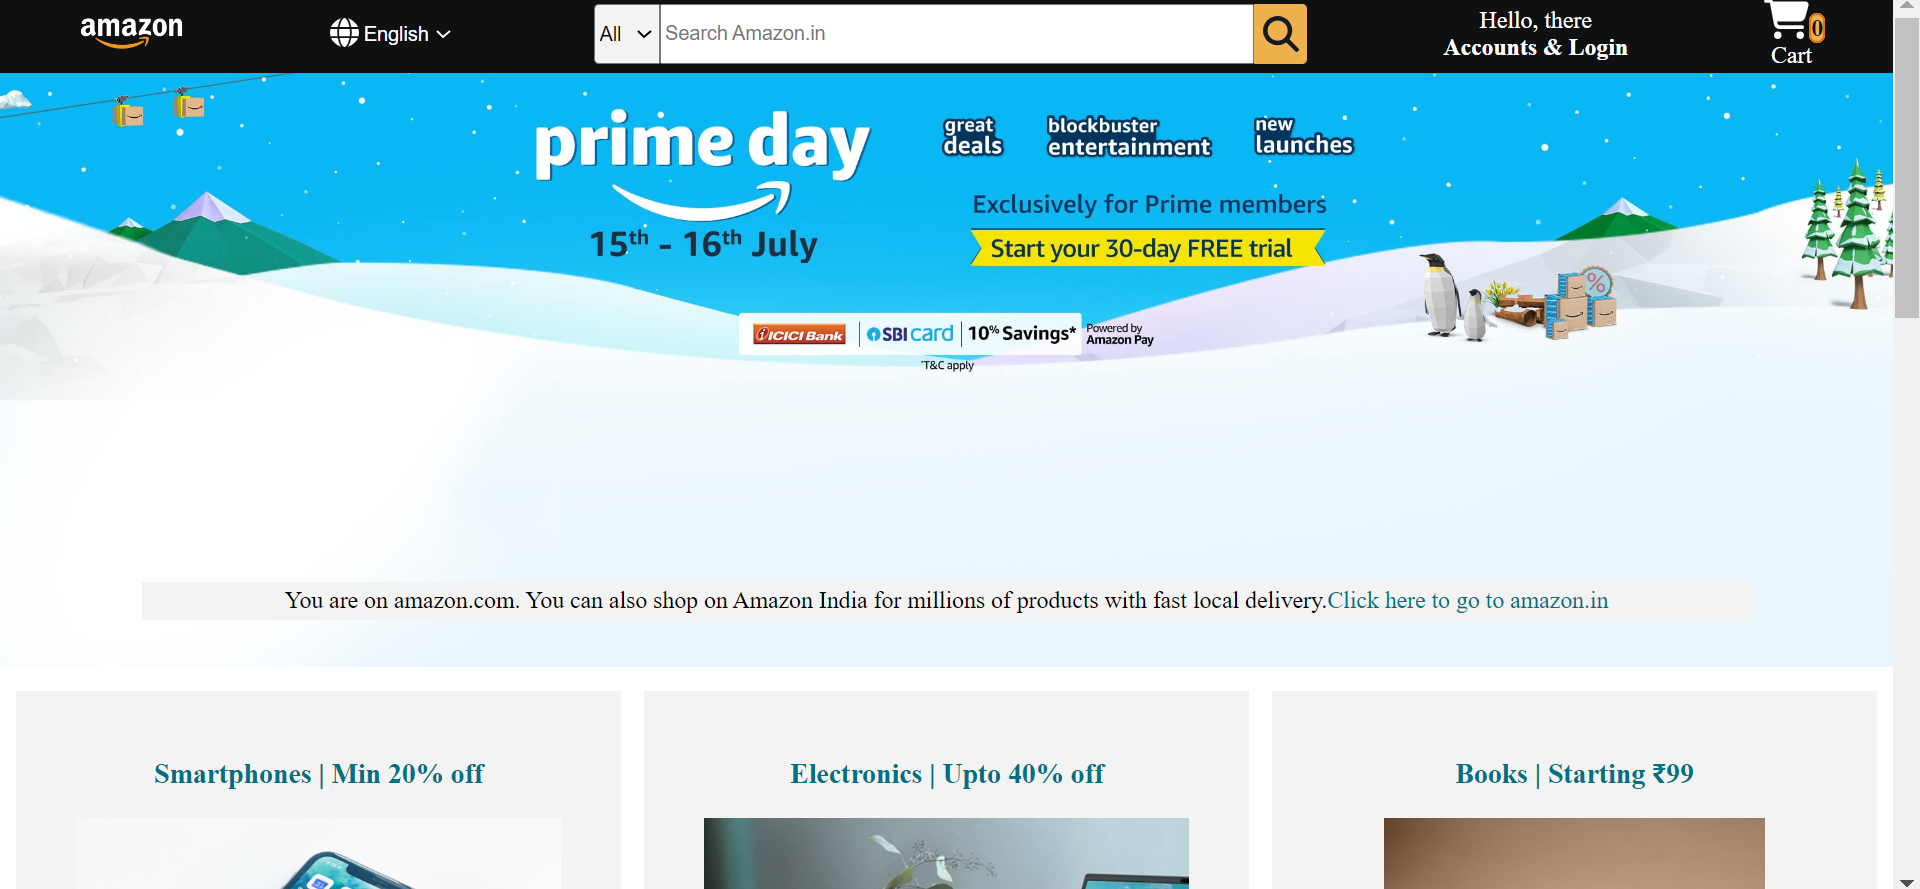 amazon
English
All
Search Amazon.in
Hello, there
Accounts & Login
0
Cart
prime day
15th - 16th July
great
deals
blockbuster
entertainment
new
launches
Exclusively for Prime members
Start your 30-day FREE trial
%
ICICI Bank
SBI card
10% Savings*
Powered by
Amazon Pay
*T&C apply
You are on amazon.com. You can also shop on Amazon India for millions of products with fast local delivery.Click here to go to amazon.in
Smartphones | Min 20% off
Electronics | Upto 40% off
Books | Starting ₹99